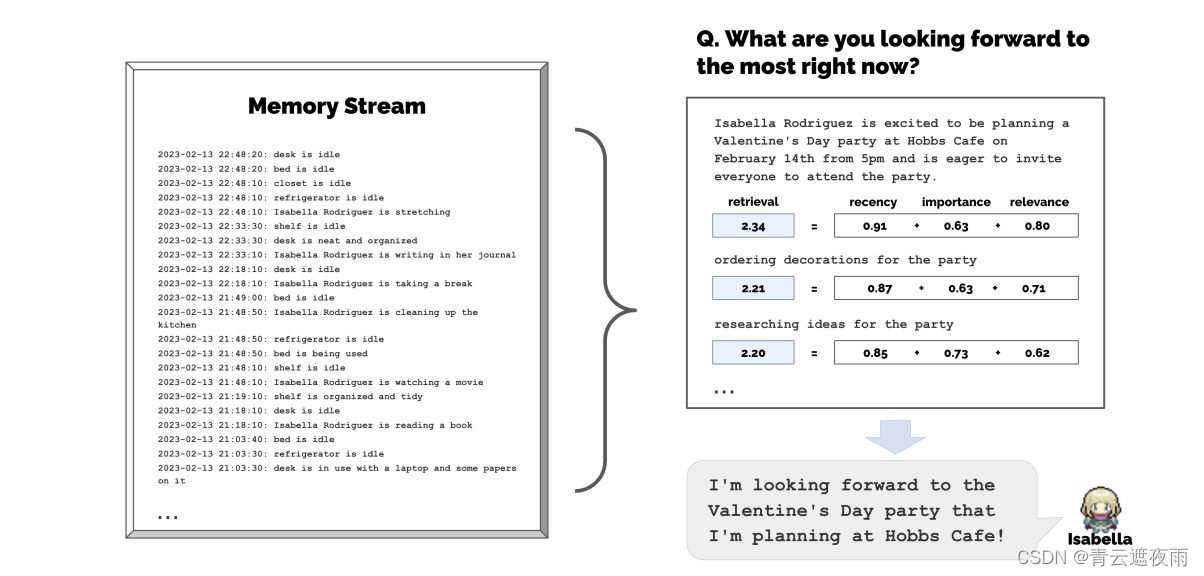 Memory Stream
2023-02-13 22:48:20: desk is idle
2023-02-13 22:48:20: bed is idle
2023-02-13 22:48:10: closet is idle
2023-02-13 22:48:10: refrigerator is idle
2023-02-13 22:48:10: Isabella Rodriguez is stretching
2023-02-13 22:33:30: shelf is idle
2023-02-13 22:33:30: desk is neat and organized
2023-02-13 22:33:10: Isabella Rodriguez is writing in her journal
2023-02-13 22:18:10: desk is idle
2023-02-13 22:18:10: Isabella Rodriguez is taking a break
2023-02-13 21:49:00: bed is idle
2023-02-13 21:48:50: Isabella Rodriguez is cleaning up the
kitchen
2023-02-13 21:48:50: refrigerator is idle
2023-02-13 21:48:50: bed is being used
2023-02-13 21:48:10: shelf is idle
2023-02-13 21:48:10: Isabella Rodriguez is watching a movie
2023-02-13 21:19:10: shelf is organized and tidy
2023-02-13 21:18:10: desk is idle
2023-02-13 21:18:10: Isabella Rodriguez is reading a book
2023-02-13 21:03:40: bed is idle
2023-02-13 21:03:30: refrigerator is idle
2023-02-13 21:03:30: desk is in use with a laptop and some papers
on it
...
Q. What are you looking forward to
the most right now?
Isabella Rodriguez is excited to be planning a
Valentine's Day party at Hobbs Cafe on
February 14th from 5pm and is eager to invite
everyone to attend the party.
retrieval recency importance relevance
2.34 = 0.91 + 0.63 + 0.80
ordering decorations for the party
2.21 = 0.87 + 0.63 + 0.71
researching ideas for the party
2.20 = 0.85 + 0.73 + 0.62
...
I'm looking forward to the
Valentine's Day party that
I'm planning at Hobbs Cafe!
Isabella
CSDN @青云遮夜雨